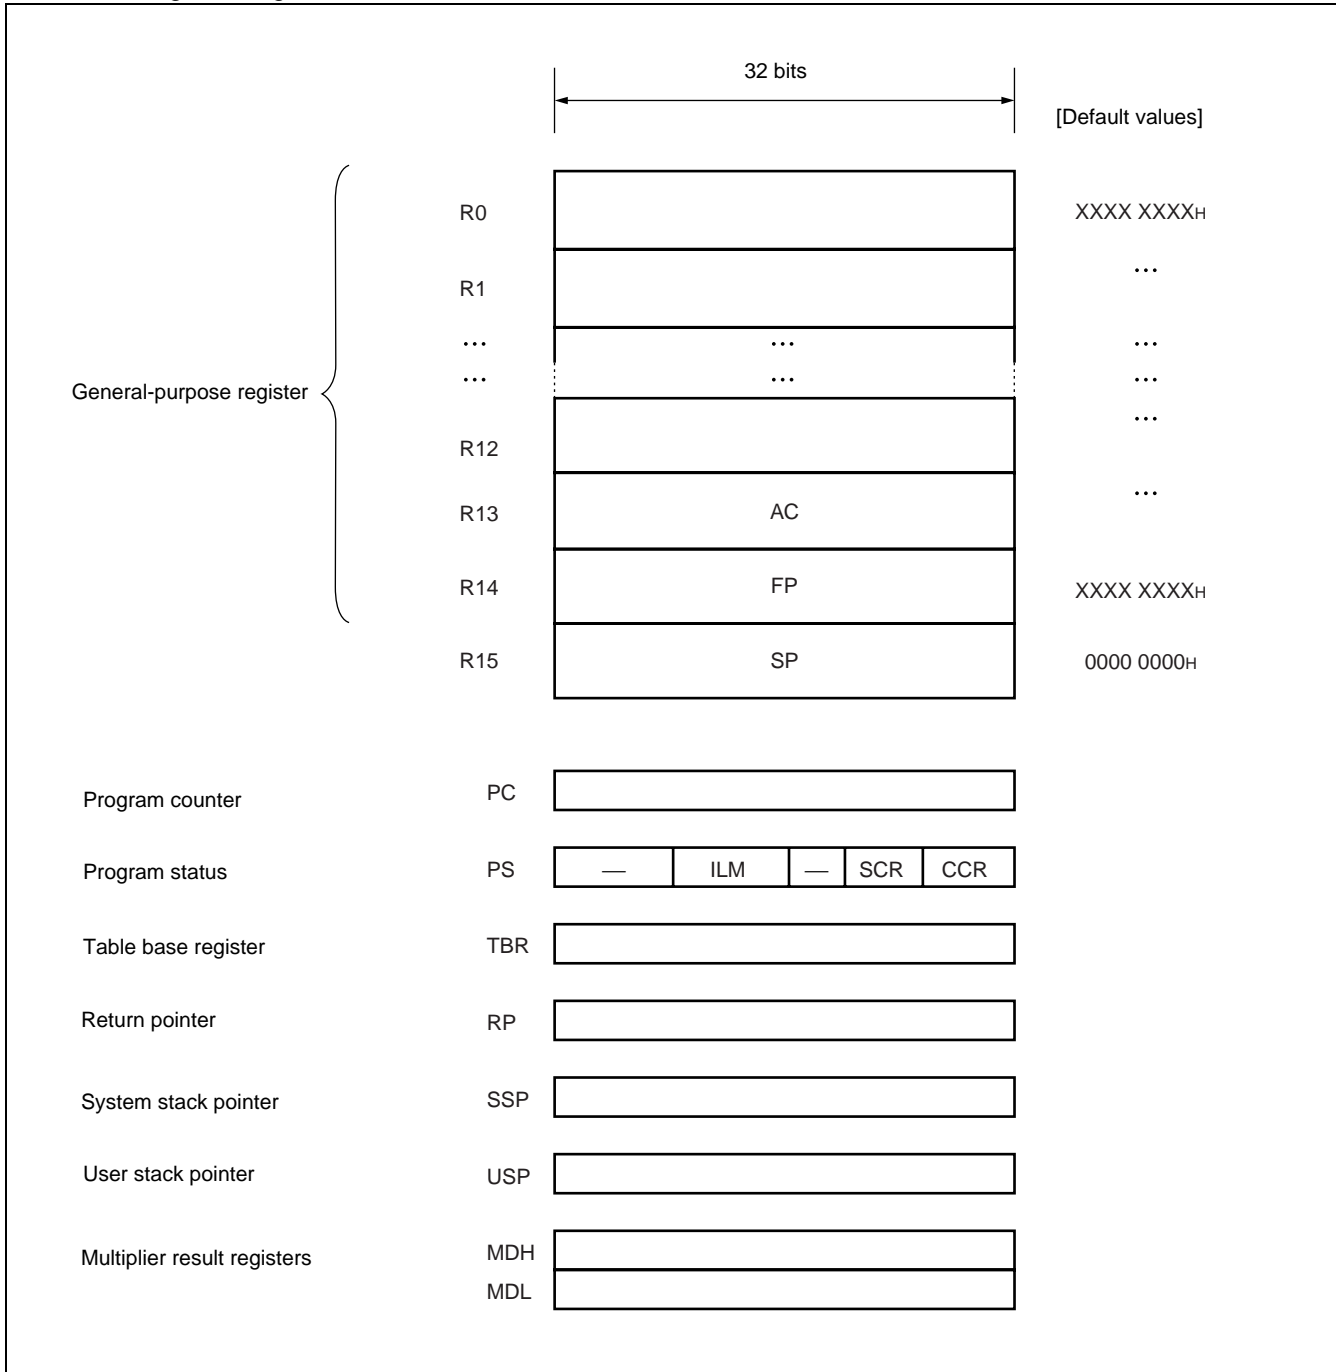 32 bits
[Default values]
R0 XXXX XXXXH
R1 ...
... ... ...
General-purpose register ... ... ...
R12 ...
R13 AC ...
R14 FP XXXX XXXXH
R15 SP 0000 0000H
Program counter PC
Program status PS — ILM — SCR CCR
Table base register TBR
Return pointer RP
System stack pointer SSP
User stack pointer USP
Multiplier result registers MDH
MDL